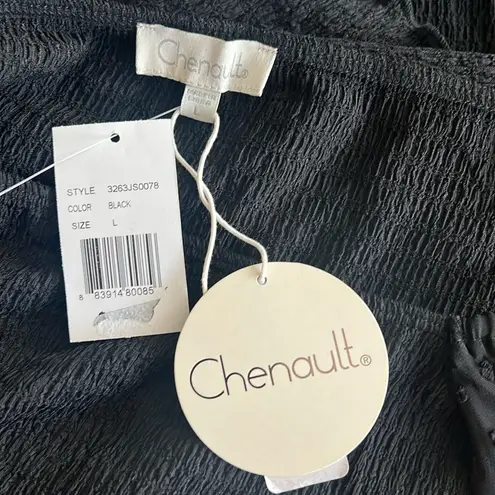 Chenault®
L
STYLE 3263JS0078
COLOR BLACK
SIZE L
8 83914 80085
Chenault®